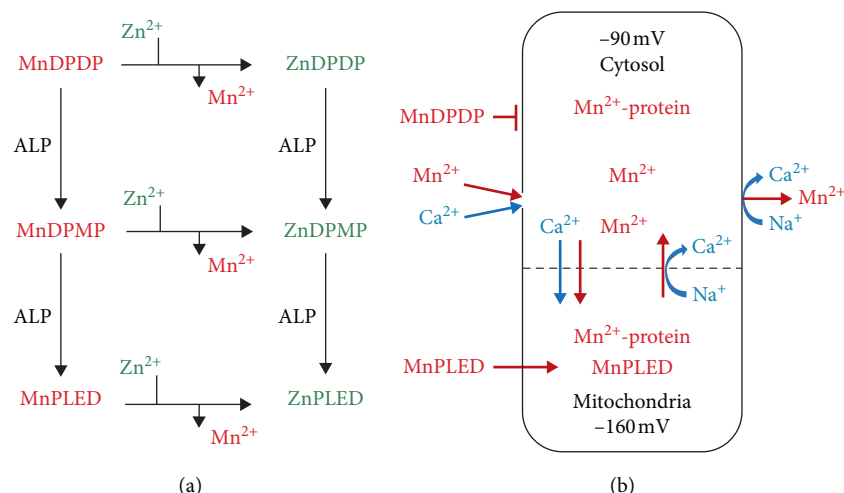 Zn²⁺
MnDPDP
ZnDPDP
Mn²⁺
ALP
ALP
Zn²⁺
MnDPMP
ZnDPMP
Mn²⁺
ALP
ALP
Zn²⁺
MnPLED
ZnPLED
Mn²⁺
(a)
–90 mV
Cytosol
MnDPDP
Mn²⁺-protein
Mn²⁺
Mn²⁺
Ca²⁺
Ca²⁺
Mn²⁺
Na⁺
Ca²⁺
Mn²⁺
Ca²⁺
Na⁺
Mn²⁺-protein
MnPLED
MnPLED
Mitochondria
–160 mV
(b)